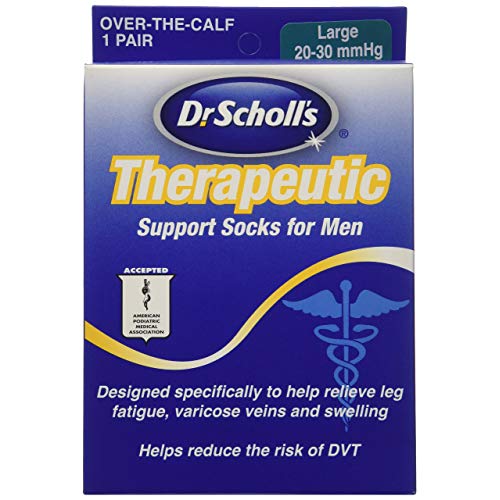 OVER-THE-CALF
1 PAIR
Large
20-30 mmHg
Dr.Scholl's
®
Therapeutic
Support Socks for Men
ACCEPTED
AMERICAN
PODIATRIC
MEDICAL
ASSOCIATION
Designed specifically to help relieve leg
fatigue, varicose veins and swelling
Helps reduce the risk of DVT